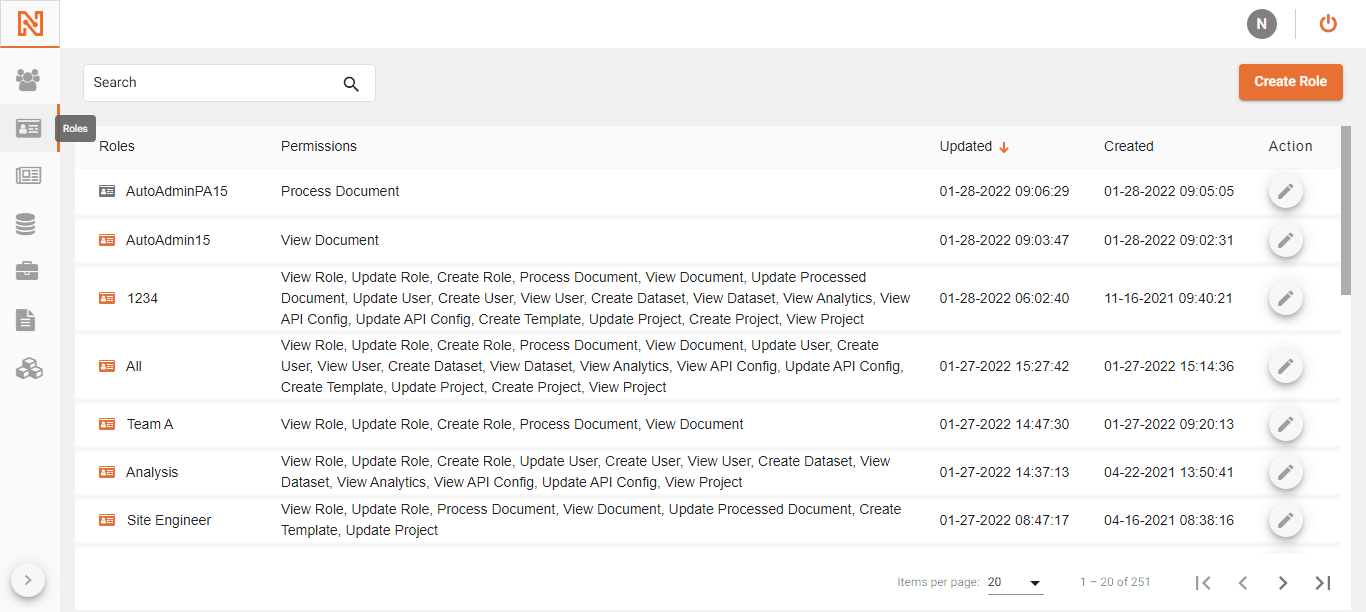 N
Search
Create Role
Roles
Roles Permissions Updated Created Action
AutoAdminPA15 Process Document 01-28-2022 09:06:29 01-28-2022 09:05:05
AutoAdmin15 View Document 01-28-2022 09:03:47 01-28-2022 09:02:31
View Role, Update Role, Create Role, Process Document, View Document, Update Processed
1234 Document, Update User, Create User, View User, Create Dataset, View Dataset, View Analytics, View 01-28-2022 06:02:40 11-16-2021 09:40:21
API Config, Update API Config, Create Template, Update Project, Create Project, View Project
View Role, Update Role, Create Role, Process Document, View Document, Update User, Create
All User, View User, Create Dataset, View Dataset, View Analytics, View API Config, Update API Config, 01-27-2022 15:27:42 01-27-2022 15:14:36
Create Template, Update Project, Create Project, View Project
Team A View Role, Update Role, Create Role, Process Document, View Document 01-27-2022 14:47:30 01-27-2022 09:20:13
View Role, Update Role, Create Role, Update User, Create User, View User, Create Dataset, View
Analysis 01-27-2022 14:37:13 04-22-2021 13:50:41
Dataset, View Analytics, View API Config, Update API Config, View Project
View Role, Update Role, Process Document, View Document, Update Processed Document, Create
Site Engineer 01-27-2022 08:47:17 04-16-2021 08:38:16
Template, Update Project
Items per page: 20 1 – 20 of 251